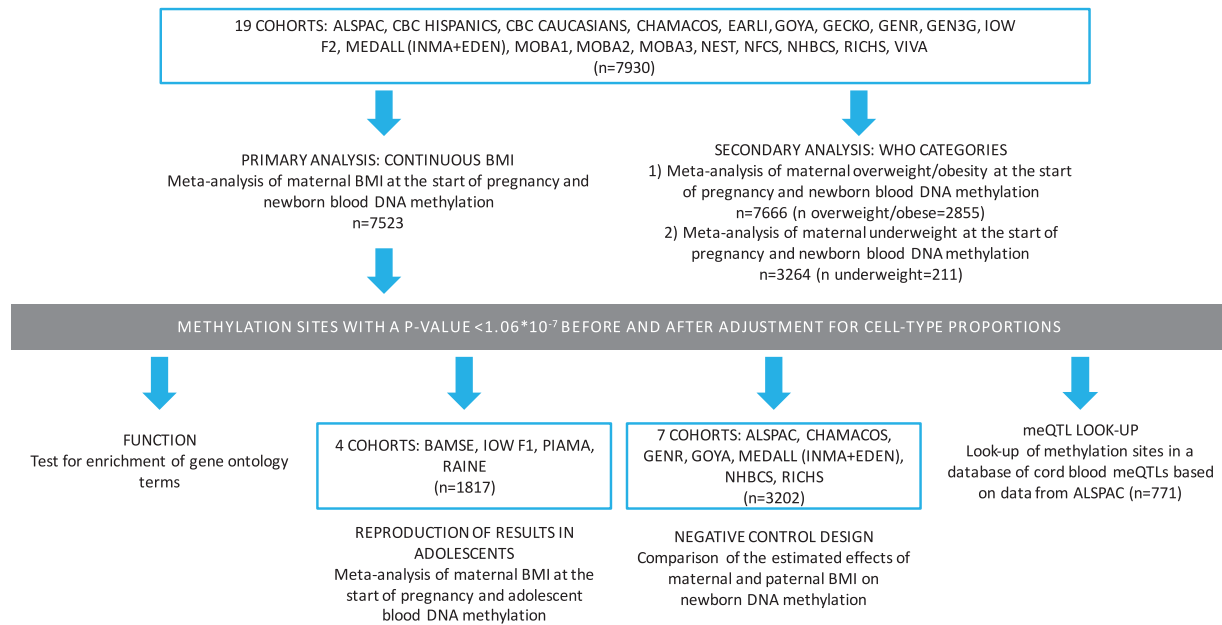 19 COHORTS: ALSPAC, CBC HISPANICS, CBC CAUCASIANS, CHAMACOS, EARLI, GOYA, GECKO, GENR, GEN3G, IOW
F2, MEDALL (INMA+EDEN), MOBA1, MOBA2, MOBA3, NEST, NFCS, NHBCS, RICHS, VIVA
(n=7930)
PRIMARY ANALYSIS: CONTINUOUS BMI
Meta-analysis of maternal BMI at the start of pregnancy and
newborn blood DNA methylation
n=7523
SECONDARY ANALYSIS: WHO CATEGORIES
1) Meta-analysis of maternal overweight/obesity at the start
of pregnancy and newborn blood DNA methylation
n=7666 (n overweight/obese=2855)
2) Meta-analysis of maternal underweight at the start of
pregnancy and newborn blood DNA methylation
n=3264 (n underweight=211)
METHYLATION SITES WITH A P-VALUE <1.06*10⁻⁷ BEFORE AND AFTER ADJUSTMENT FOR CELL-TYPE PROPORTIONS
FUNCTION
Test for enrichment of gene ontology
terms
4 COHORTS: BAMSE, IOW F1, PIAMA,
RAINE
(n=1817)
REPRODUCTION OF RESULTS IN
ADOLESCENTS
Meta-analysis of maternal BMI at the
start of pregnancy and adolescent
blood DNA methylation
7 COHORTS: ALSPAC, CHAMACOS,
GENR, GOYA, MEDALL (INMA+EDEN),
NHBCS, RICHS
(n=3202)
NEGATIVE CONTROL DESIGN
Comparison of the estimated effects of
maternal and paternal BMI on
newborn DNA methylation
meQTL LOOK-UP
Look-up of methylation sites in a
database of cord blood meQTLs based
on data from ALSPAC (n=771)